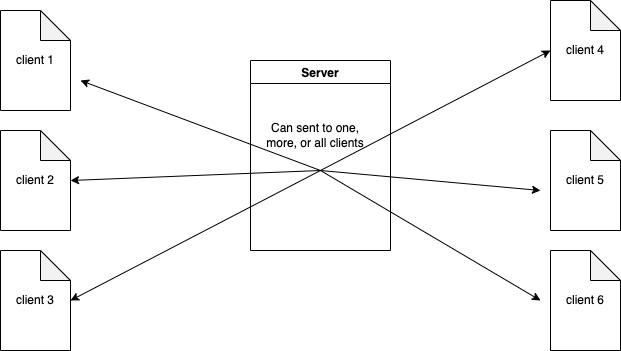 client 1
client 2
client 3
Server
Can sent to one,
more, or all clients
client 4
client 5
client 6